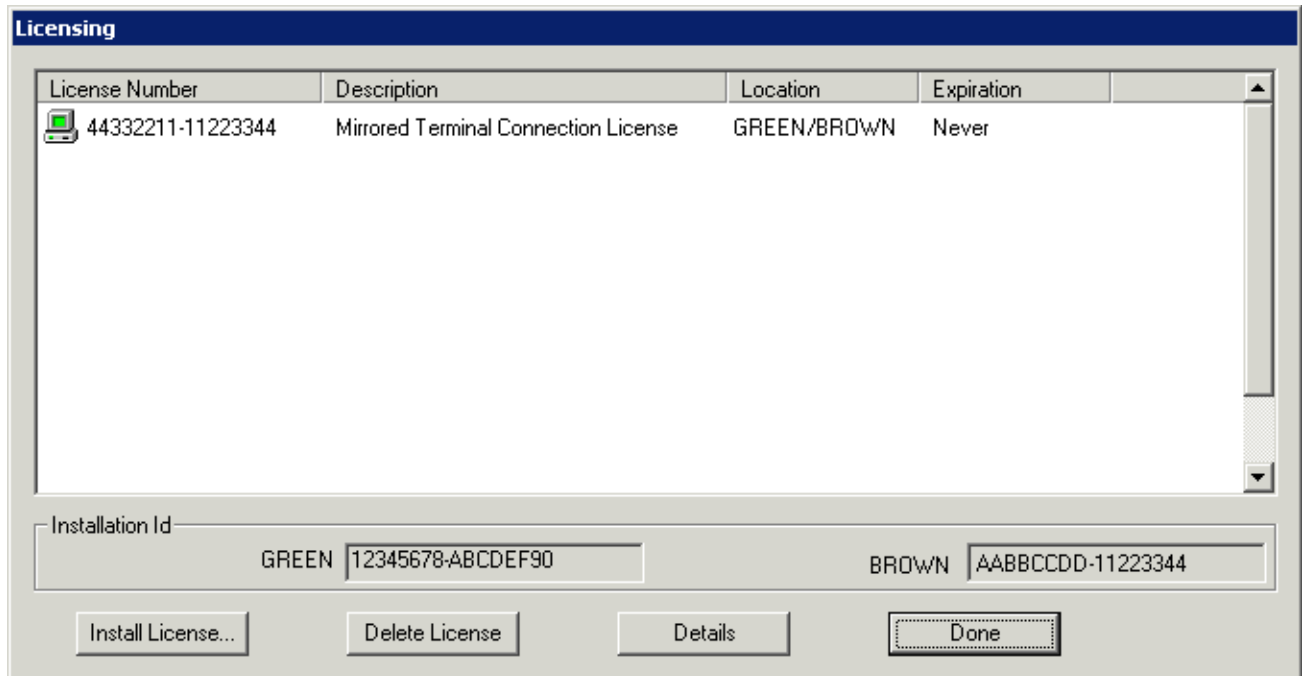 Licensing
License Number Description Location Expiration
44332211-11223344 Mirrored Terminal Connection License GREEN/BROWN Never
Installation Id
GREEN 12345678-ABCDEF90 BROWN AABBCCDD-11223344
Install License... Delete License Details Done